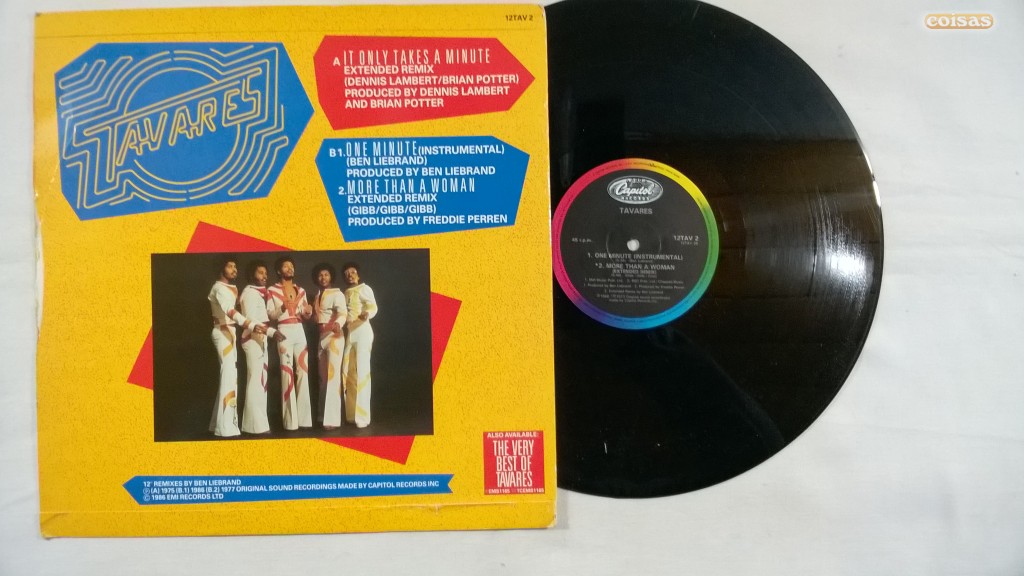 12TAV 2
coisas
TAVARES
A IT ONLY TAKES A MINUTE
EXTENDED REMIX
(DENNIS LAMBERT/BRIAN POTTER)
PRODUCED BY DENNIS LAMBERT
AND BRIAN POTTER
B1. ONE MINUTE (INSTRUMENTAL)
(BEN LIEBRAND)
PRODUCED BY BEN LIEBRAND
2. MORE THAN A WOMAN
EXTENDED REMIX
(GIBB/GIBB/GIBB)
PRODUCED BY FREDDIE PERREN
ALSO AVAILABLE:
THE VERY
BEST OF
TAVARES
12" REMIXES BY BEN LIEBRAND
℗ (A) 1975 (B.1) 1986 (B.2) 1977 ORIGINAL SOUND RECORDINGS MADE BY CAPITOL RECORDS INC
© 1986 EMI RECORDS LTD
Capitol
TAVARES
45 r.p.m.
12TAV 2
1. ONE MINUTE (INSTRUMENTAL)
*2. MORE THAN A WOMAN
(EXTENDED REMIX)